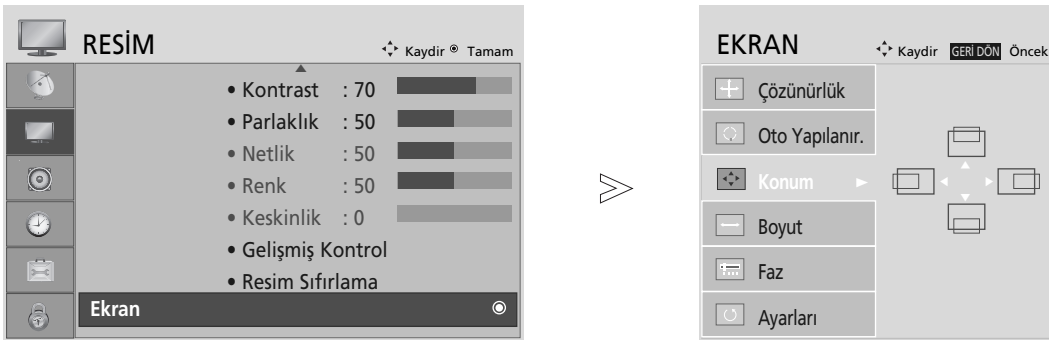 RESİM
Kaydir Tamam
• Kontrast : 70
• Parlaklık : 50
• Netlik : 50
• Renk : 50
• Keskinlik : 0
• Gelişmiş Kontrol
• Resim Sıfırlama
Ekran
EKRAN
Kaydir GERİ DÖN Öncek
Çözünürlük
Oto Yapılanır.
Konum
Boyut
Faz
Ayarları